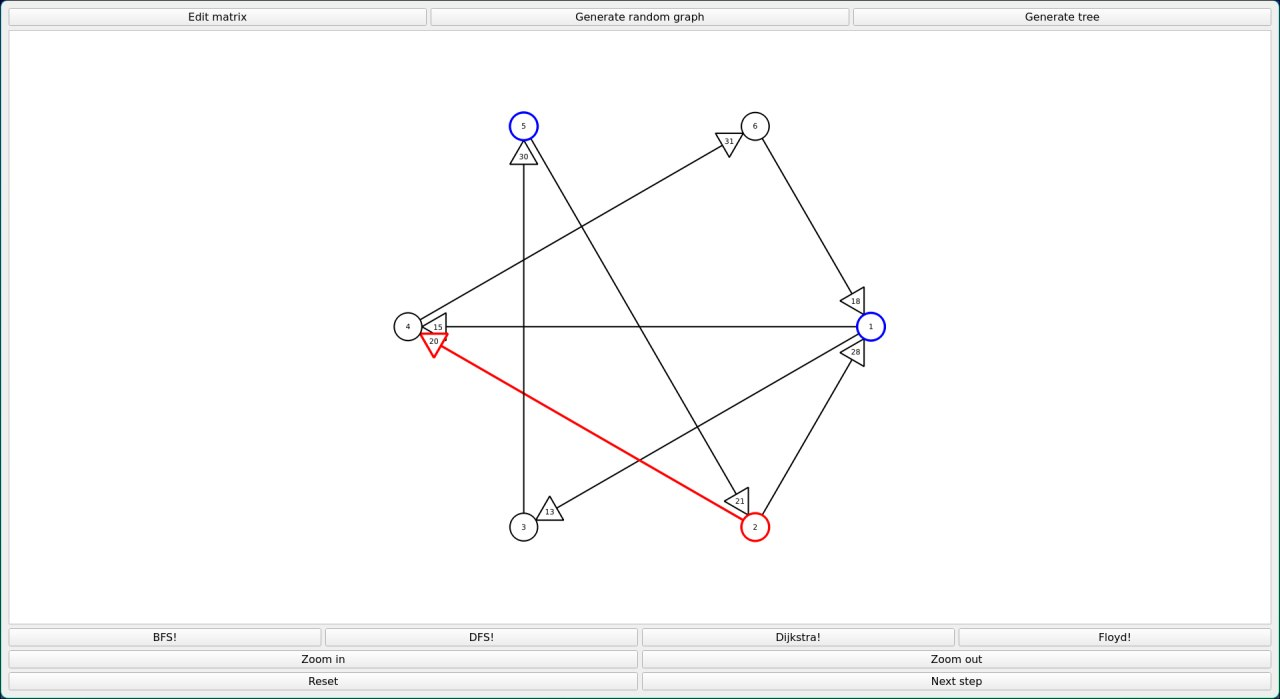 Edit matrix Generate random graph Generate tree
5 6
30 31
18
4 15 1
20 28
21
13
3 2
BFS! DFS! Dijkstra! Floyd!
Zoom in Zoom out
Reset Next step